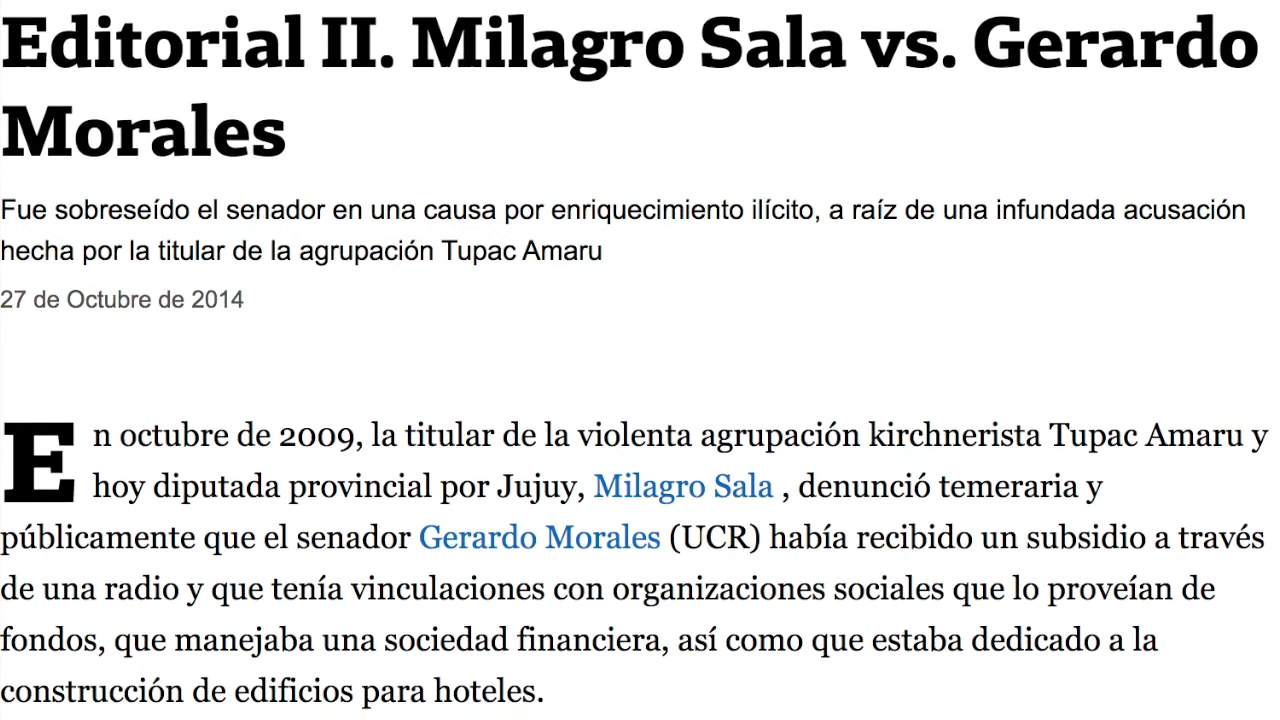 Editorial II. Milagro Sala vs. Gerardo
Morales
Fue sobreseído el senador en una causa por enriquecimiento ilícito, a raíz de una infundada acusación
hecha por la titular de la agrupación Tupac Amaru
27 de Octubre de 2014
En octubre de 2009, la titular de la violenta agrupación kirchnerista Tupac Amaru y
hoy diputada provincial por Jujuy, Milagro Sala , denunció temeraria y
públicamente que el senador Gerardo Morales (UCR) había recibido un subsidio a través
de una radio y que tenía vinculaciones con organizaciones sociales que lo proveían de
fondos, que manejaba una sociedad financiera, así como que estaba dedicado a la
construcción de edificios para hoteles.